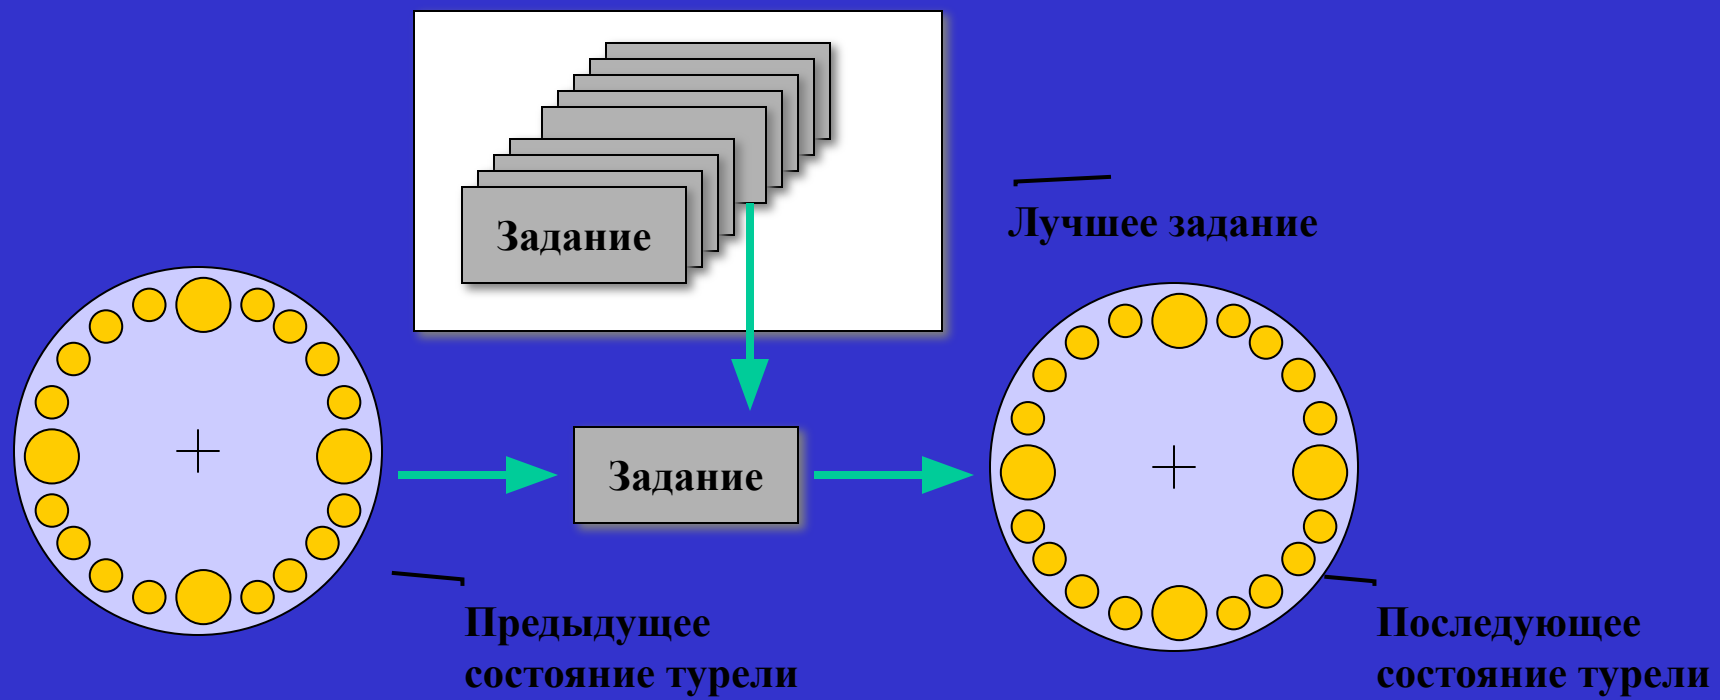 Задание
Лучшее задание
Задание
Предыдущее
состояние турели
Последующее
состояние турели